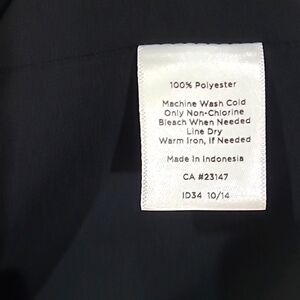 100% Polyester
Machine Wash Cold
Only Non-Chlorine
Bleach When Needed
Line Dry
Warm Iron, if Needed
Made in Indonesia
CA #23147
ID34 10/14